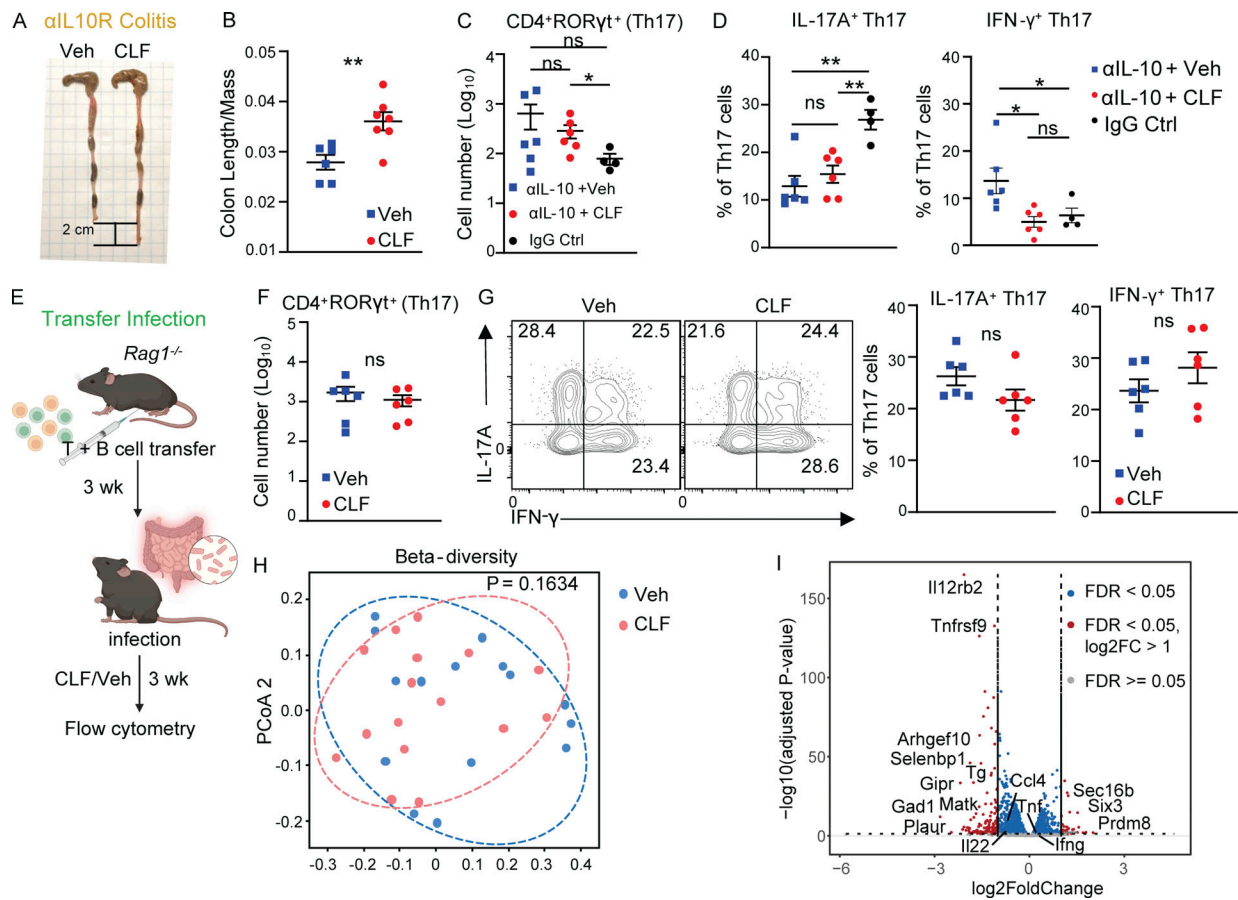 A
αIL10R Colitis
Veh CLF
2 cm
B
**
Colon Length/Mass
0.05
0.04
0.03
0.02
0.01
Veh
CLF
C
CD4⁺RORγt⁺ (Th17)
ns
ns *
Cell number (Log₁₀)
4
3
2
1
0
αIL-10 +Veh
αIL-10 + CLF
IgG Ctrl
D
IL-17A⁺ Th17
**
ns **
% of Th17 cells
40
30
20
10
0
IFN-γ⁺ Th17
*
*
ns
% of Th17 cells
40
30
20
10
0
αIL-10 + Veh
αIL-10 + CLF
IgG Ctrl
E
Transfer Infection
Rag1⁻/⁻
T + B cell transfer
3 wk
infection
CLF/Veh 3 wk
Flow cytometry
F
CD4⁺RORγt⁺ (Th17)
ns
Cell number (Log₁₀)
5
4
3
2
1
0
Veh
CLF
G
Veh CLF
28.4 22.5
23.4
21.6 24.4
28.6
IL-17A
0
0 0
IFN-γ
IL-17A⁺ Th17
ns
% of Th17 cells
40
30
20
10
0
IFN-γ⁺ Th17
ns
40
30
20
10
0
Veh
CLF
H
Beta-diversity
P = 0.1634
Veh
CLF
PCoA 2
0.2
0.1
0.0
-0.1
-0.2
-0.3 -0.2 -0.1 0 0.1 0.2 0.3 0.4
I
−log10(adjusted P-value)
150
100
50
0
Il12rb2
Tnfrsf9
FDR < 0.05
FDR < 0.05,
log2FC > 1
FDR >= 0.05
Arhgef10
Selenbp1
Tg
Gipr
Ccl4
Sec16b
Gad1 Matk
Tnf
Six3
Plaur
Prdm8
Il22
Ifng
−6 −3 0 3
log2FoldChange